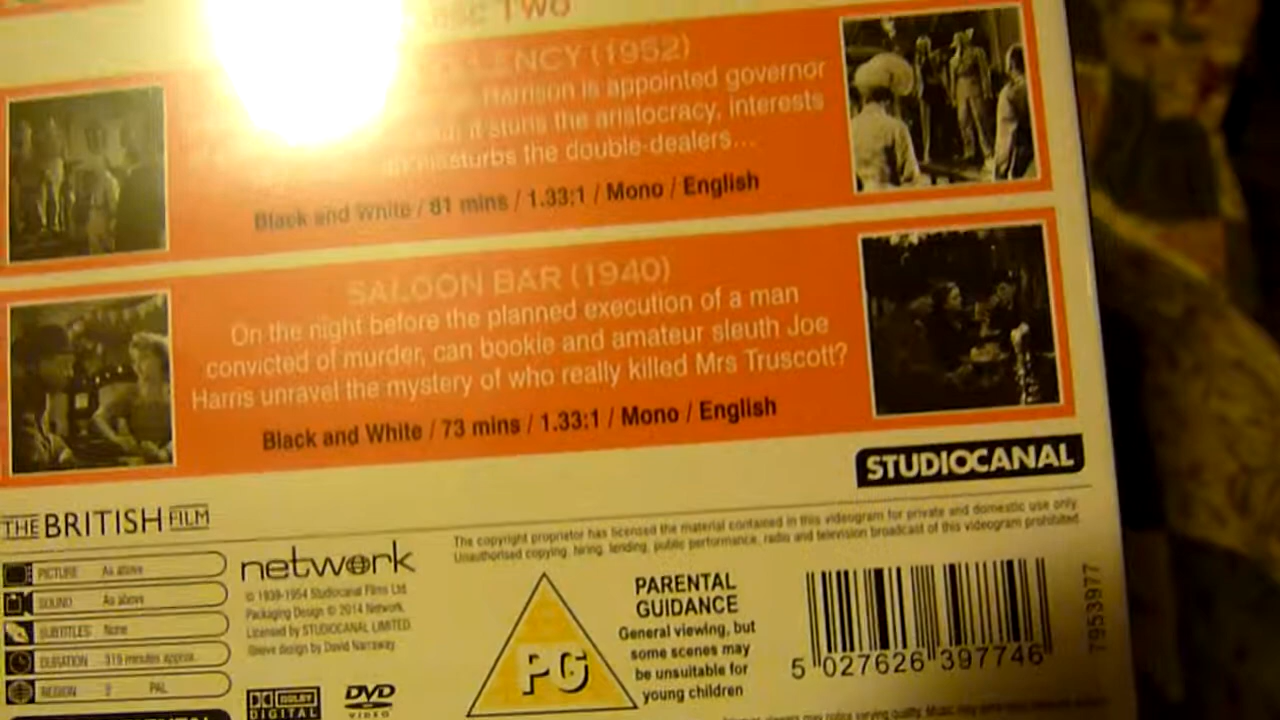 Disc Two
ENCY (1952)
Harrison is appointed governor
it stuns the aristocracy, interests
disturbs the double-dealers...
Black and White / 81 mins / 1.33:1 / Mono / English
SALOON BAR (1940)
On the night before the planned execution of a man
convicted of murder, can bookie and amateur sleuth Joe
Harris unravel the mystery of who really killed Mrs Truscott?
Black and White / 73 mins / 1.33:1 / Mono / English
STUDIOCANAL
THE BRITISH FILM
The copyright proprietor has licensed the material contained in this videogram for private and domestic use only.
Unauthorised copying, hiring, lending, public performance, radio and television broadcast of this videogram prohibited.
PICTURE As above
SOUND As above
SUBTITLES None
DURATION 319 minutes approx.
REGION 2 PAL
network
© 1939-1954 Studiocanal Films Ltd.
Packaging Design © 2014 Network.
Licensed by STUDIOCANAL LIMITED.
Sleeve design by David Narraway.
DOLBY
DIGITAL
DVD
VIDEO
PG
PARENTAL
GUIDANCE
General viewing, but
some scenes may
be unsuitable for
young children
5 027626 397746
7953977